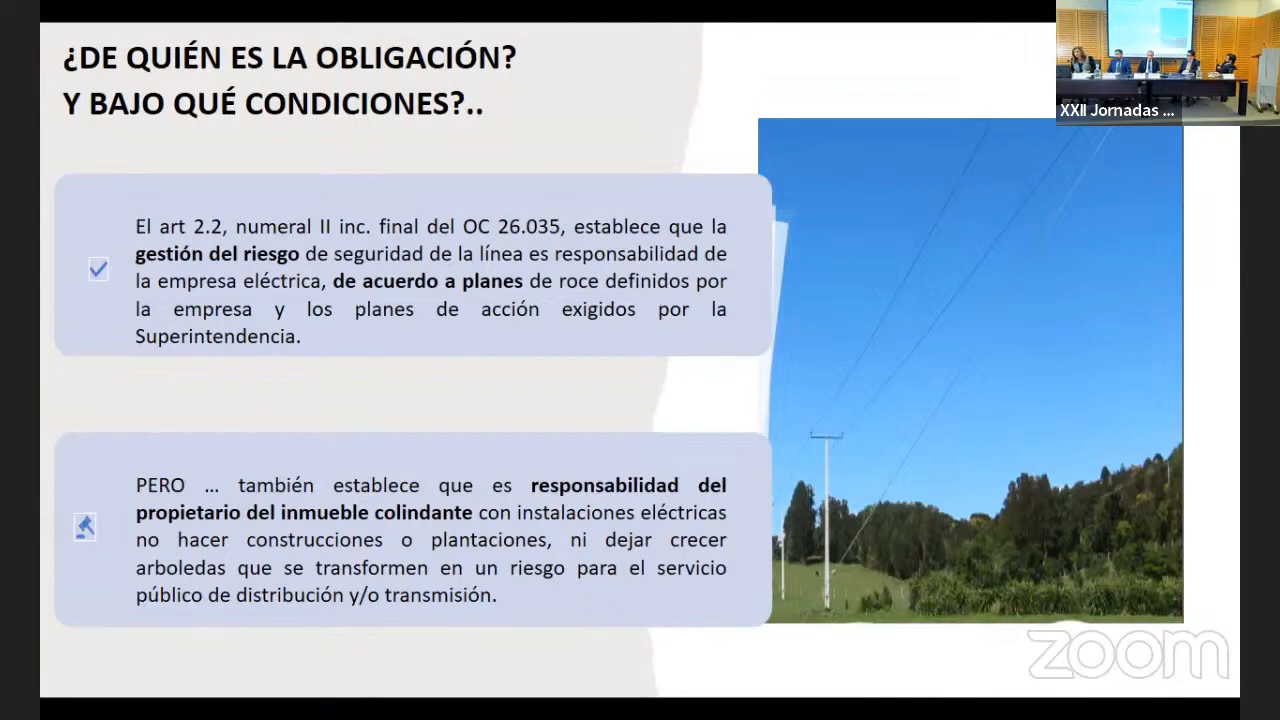 ¿DE QUIÉN ES LA OBLIGACIÓN?
Y BAJO QUÉ CONDICIONES?..
XXII Jornadas ...
El art 2.2, numeral II inc. final del OC 26.035, establece que la
gestión del riesgo de seguridad de la línea es responsabilidad de
la empresa eléctrica, de acuerdo a planes de roce definidos por
la empresa y los planes de acción exigidos por la
Superintendencia.
PERO ... también establece que es responsabilidad del
propietario del inmueble colindante con instalaciones eléctricas
no hacer construcciones o plantaciones, ni dejar crecer
arboledas que se transformen en un riesgo para el servicio
público de distribución y/o transmisión.
zoom